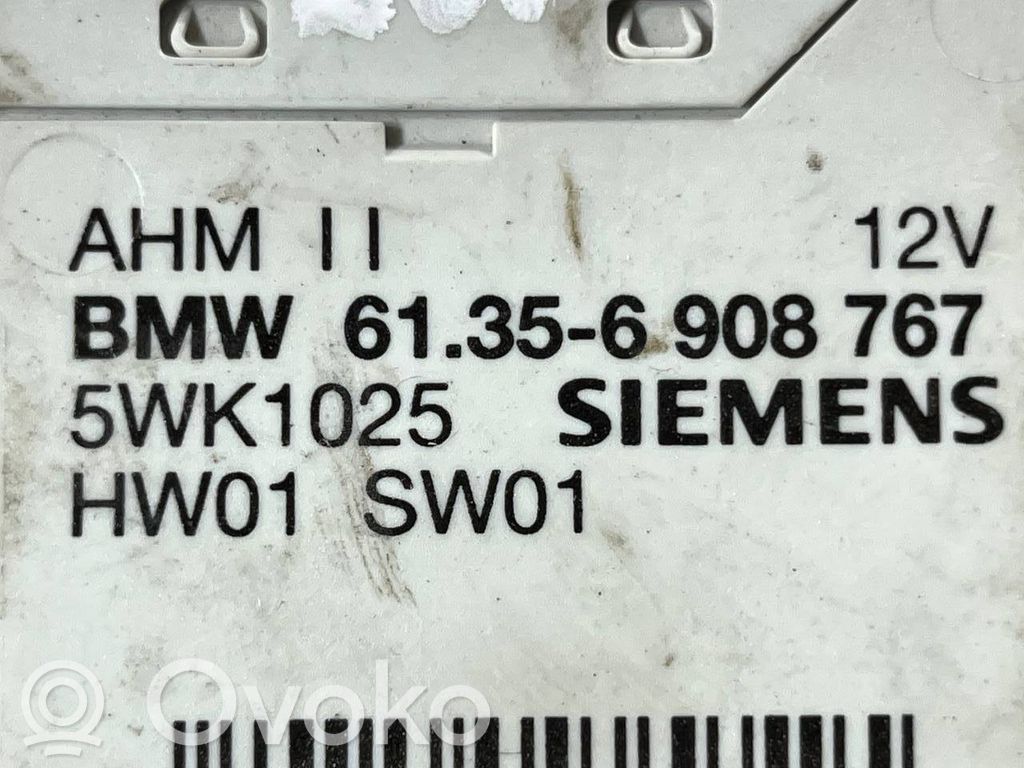 AHM II 12V
BMW 61.35-6 908 767
5WK1025 SIEMENS
HW01 SW01
Ovoko